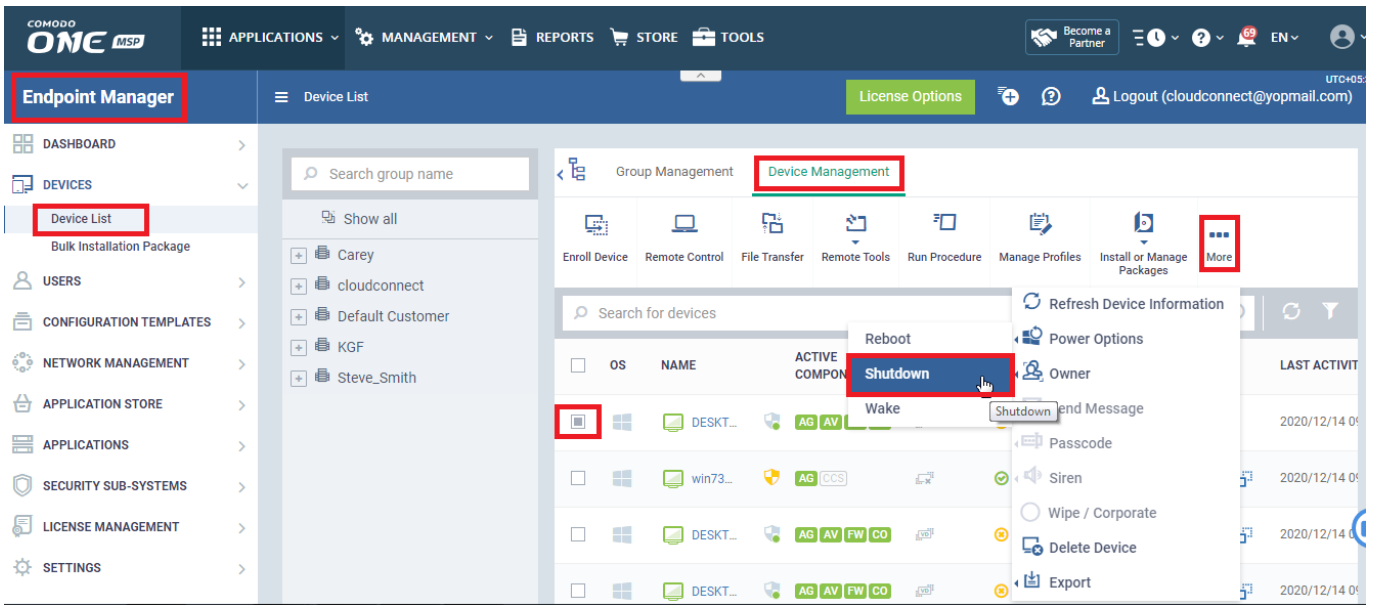 COMODO
ONE MSP
APPLICATIONS
MANAGEMENT
REPORTS
STORE
TOOLS
Become a
Partner
69
EN
UTC+05:
Endpoint Manager
Device List
License Options
Logout (cloudconnect@yopmail.com)
DASHBOARD
DEVICES
Device List
Bulk Installation Package
USERS
CONFIGURATION TEMPLATES
NETWORK MANAGEMENT
APPLICATION STORE
APPLICATIONS
SECURITY SUB-SYSTEMS
LICENSE MANAGEMENT
SETTINGS
Search group name
Show all
Carey
cloudconnect
Default Customer
KGF
Steve_Smith
Group Management
Device Management
Enroll Device
Remote Control
File Transfer
Remote Tools
Run Procedure
Manage Profiles
Install or Manage
Packages
More
Search for devices
OS
NAME
ACTIVE
COMPON
LAST ACTIVIT
DESKT...
AG AV
2020/12/14 09
win73...
AG CCS
2020/12/14 09
DESKT...
AG AV FW CO
2020/12/14 0
DESKT...
AG AV FW CO
2020/12/14 09
Reboot
Shutdown
Wake
Shutdown
Refresh Device Information
Power Options
Owner
end Message
Passcode
Siren
Wipe / Corporate
Delete Device
Export